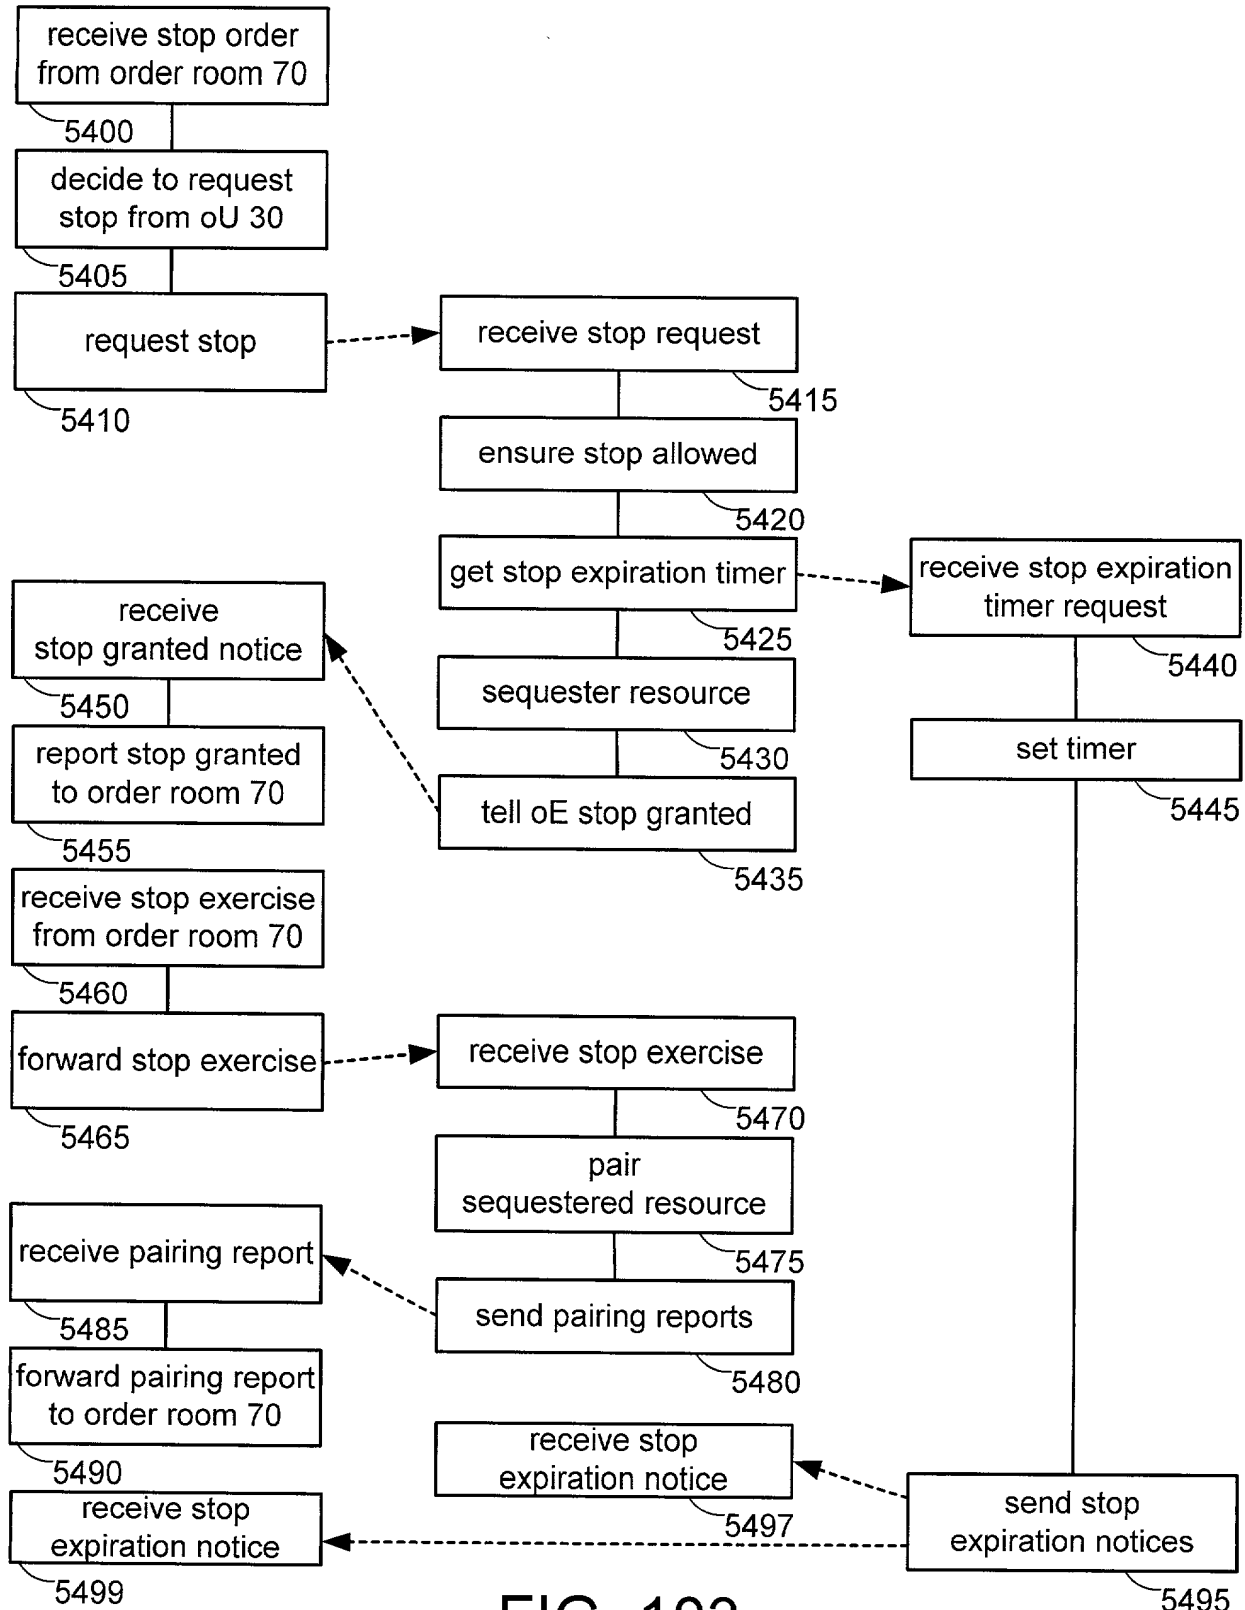 receive stop order
from order room 70
5400
decide to request
stop from oU 30
5405
request stop
5410
receive stop request
5415
ensure stop allowed
5420
get stop expiration timer
5425
receive stop expiration
timer request
5440
sequester resource
5430
set timer
5445
tell oE stop granted
5435
receive
stop granted notice
5450
report stop granted
to order room 70
5455
receive stop exercise
from order room 70
5460
forward stop exercise
5465
receive stop exercise
5470
pair
sequestered resource
5475
send pairing reports
5480
receive pairing report
5485
forward pairing report
to order room 70
5490
receive stop
expiration notice
5497
send stop
expiration notices
5495
receive stop
expiration notice
5499